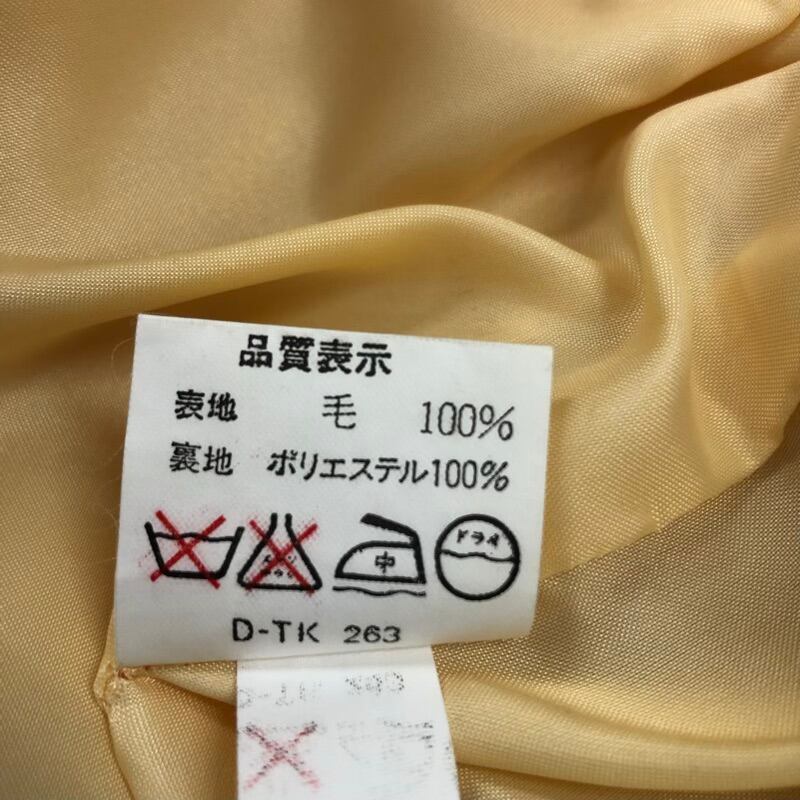 品質表示
表地 毛 100%
裏地 ポリエステル100%
中 ドライ
D-TK 263